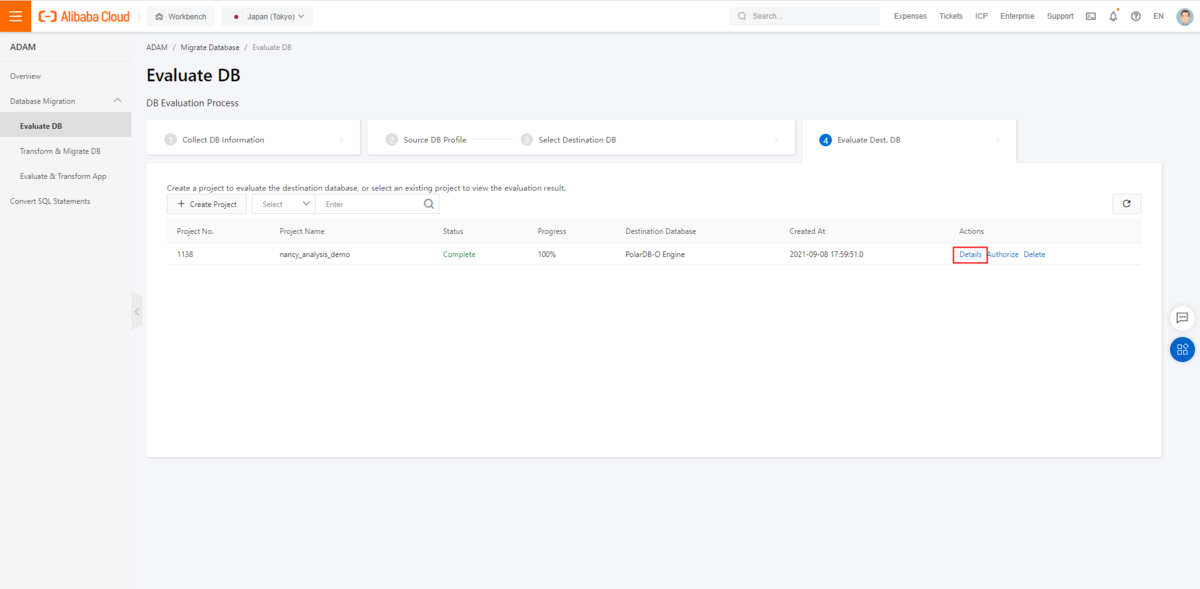 Alibaba Cloud
Workbench
Japan (Tokyo)
Search...
Expenses Tickets ICP Enterprise Support EN
ADAM
Overview
Database Migration
Evaluate DB
Transform & Migrate DB
Evaluate & Transform App
Convert SQL Statements
ADAM / Migrate Database / Evaluate DB
Evaluate DB
DB Evaluation Process
1 Collect DB Information
2 Source DB Profile
3 Select Destination DB
4 Evaluate Dest. DB
Create a project to evaluate the destination database, or select an existing project to view the evaluation result.
+ Create Project Select Enter
Project No. Project Name Status Progress Destination Database Created At Actions
1138 nancy_analysis_demo Complete 100% PolarDB-O Engine 2021-09-08 17:59:51.0 Details Authorize Delete